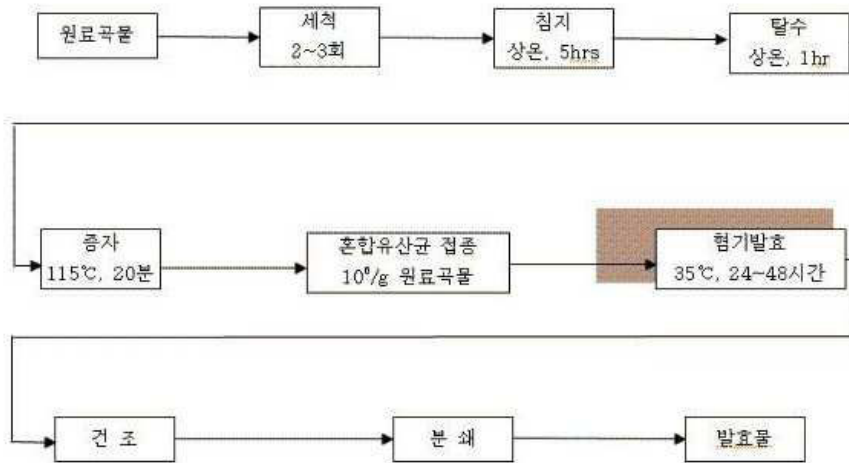 원료곡물
세척
2~3회
침지
상온, 5hrs
탈수
상온, 1hr
증자
115℃, 20분
혼합유산균 접종
10⁶/g 원료곡물
혐기발효
35℃, 24~48시간
건 조
분 쇄
발효물